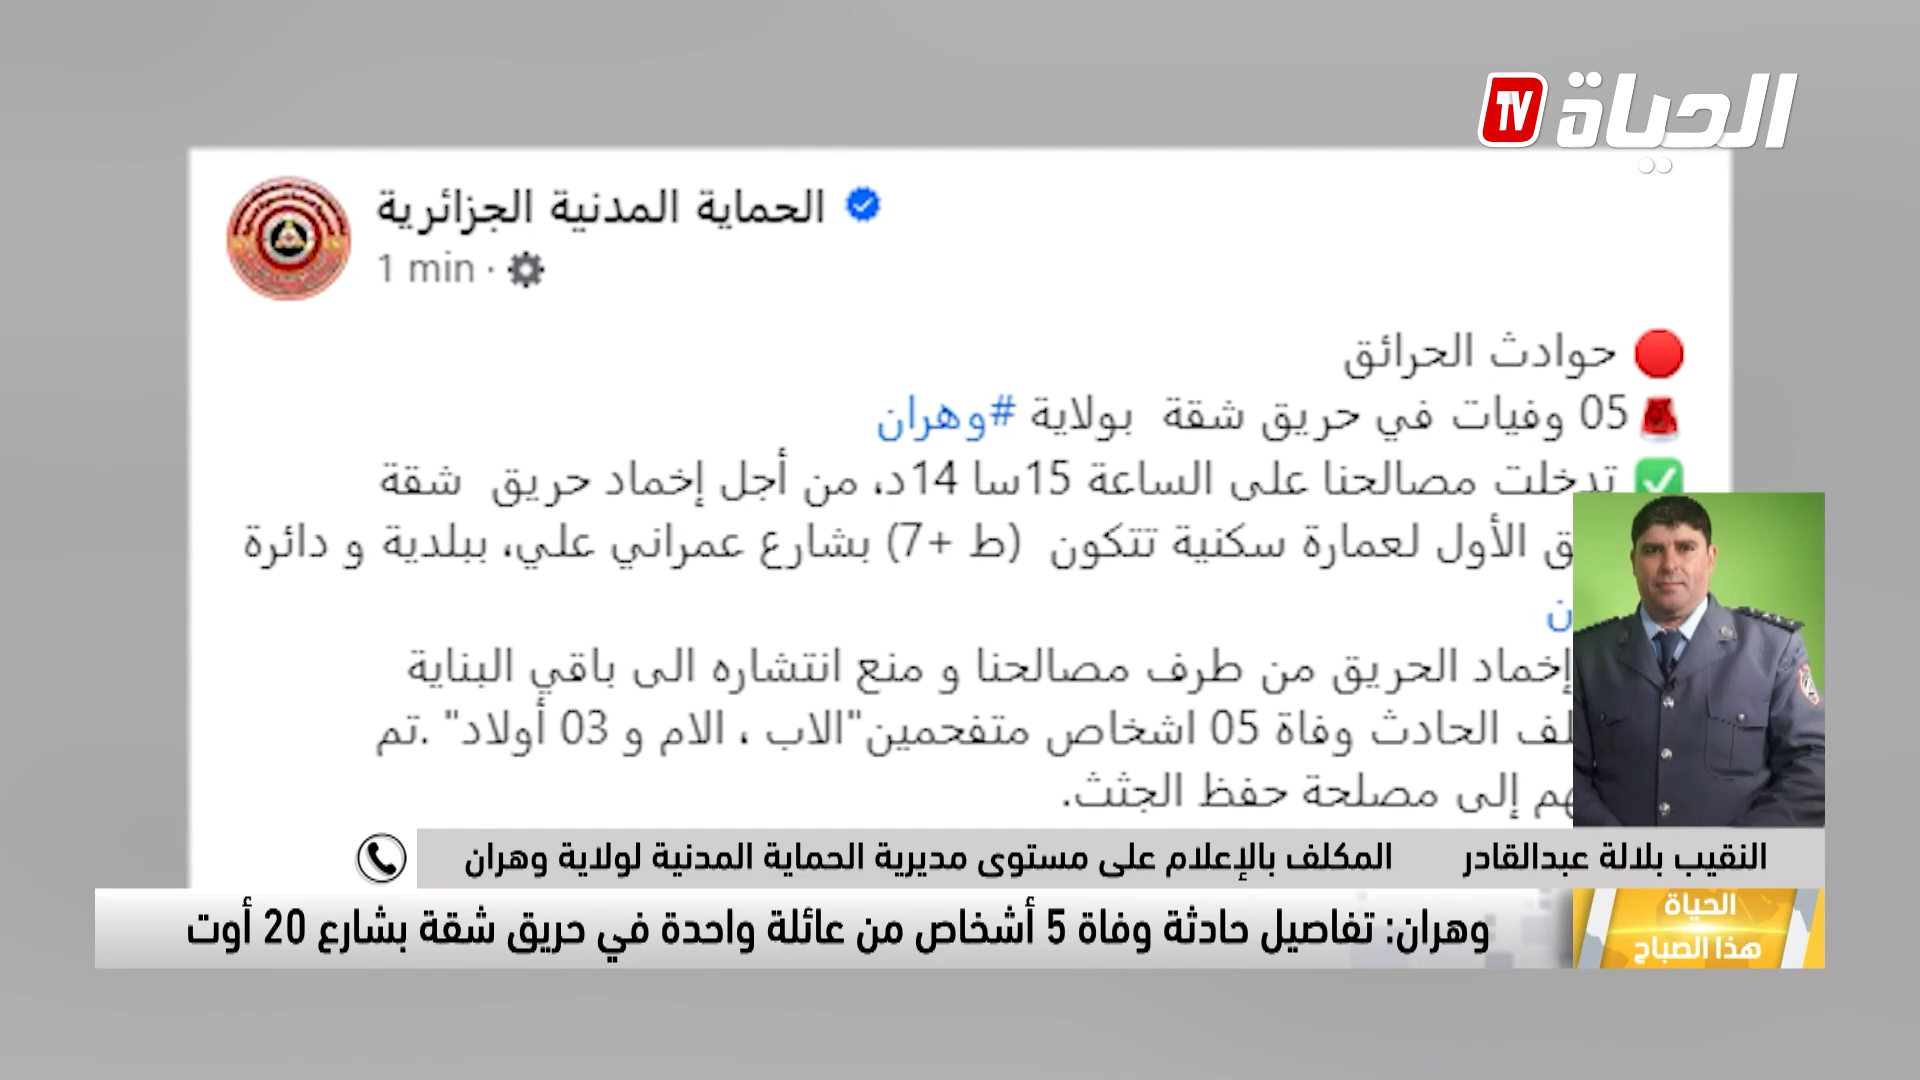 الحياة TV
الحماية المدنية الجزائرية
1 min ·
حوادث الحرائق
05 وفيات في حريق شقة بولاية #وهران
تدخلت مصالحنا على الساعة 15سا 14د، من أجل إخماد حريق شقة
الأول لعمارة سكنية تتكون (ط +7) بشارع عمراني علي، ببلدية و دائرة
إخماد الحريق من طرف مصالحنا و منع انتشاره الى باقي البناية
الحادث وفاة 05 اشخاص متفحمين"الاب ، الام و 03 أولاد" .تم
إلى مصلحة حفظ الجثث.
النقيب بلالة عبدالقادر
المكلف بالإعلام على مستوى مديرية الحماية المدنية لولاية وهران
الحياة
هذا الصباح
وهران: تفاصيل حادثة وفاة 5 أشخاص من عائلة واحدة في حريق شقة بشارع 20 أوت